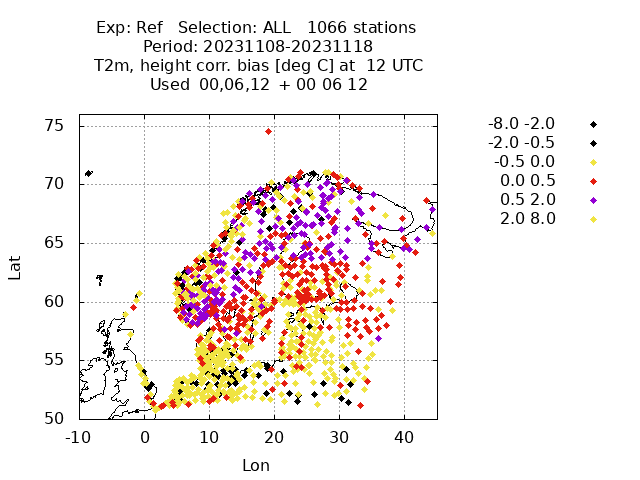 Exp: Ref   Selection: ALL   1066 stations
Period: 20231108-20231118
T2m, height corr. bias [deg C] at  12 UTC
Used  00,06,12  + 00 06 12
-8.0 -2.0
-2.0 -0.5
-0.5 0.0
0.0 0.5
0.5 2.0
2.0 8.0
75
70
65
60
55
50
Lat
-10 0 10 20 30 40
Lon